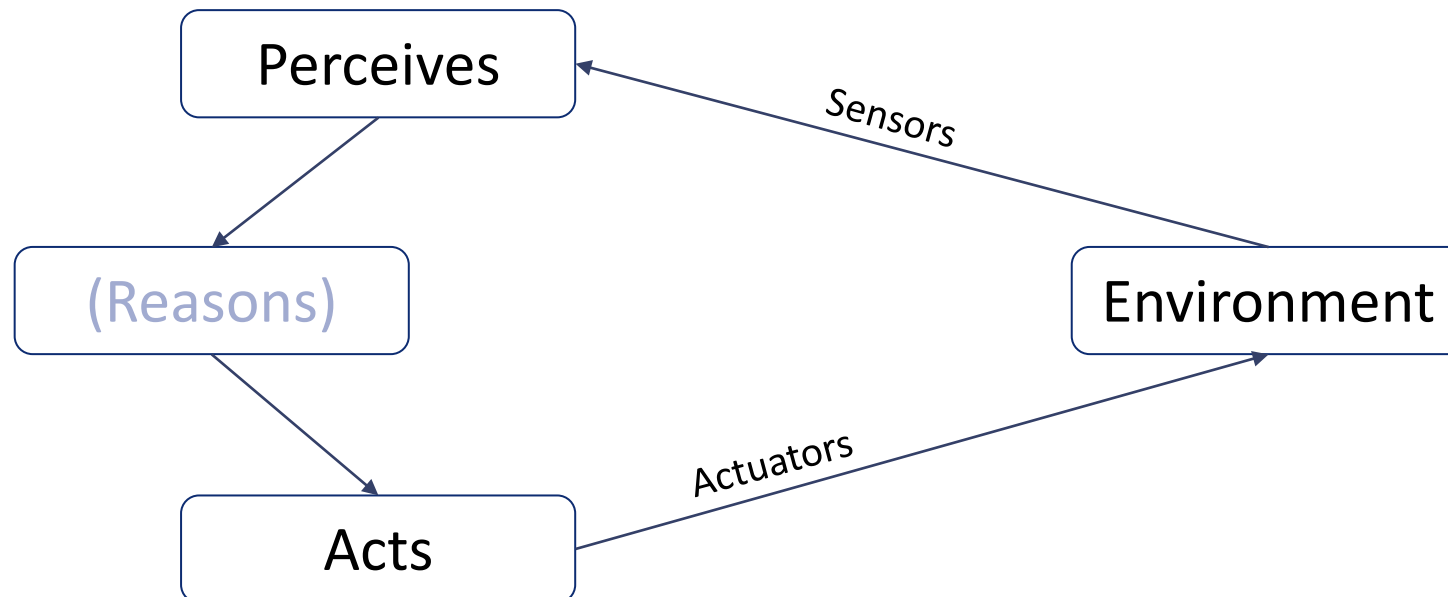 Perceives
Sensors
(Reasons)
Environment
Actuators
Acts